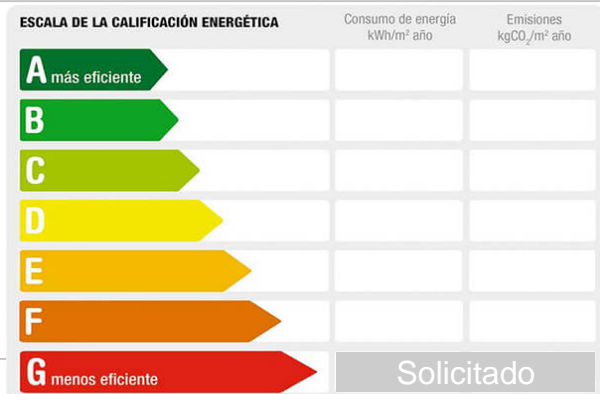 ESCALA DE LA CALIFICACIÓN ENERGÉTICA
Consumo de energía
kWh/m² año
Emisiones
kgCO₂/m² año
A más eficiente
B
C
D
E
F
G menos eficiente
Solicitado